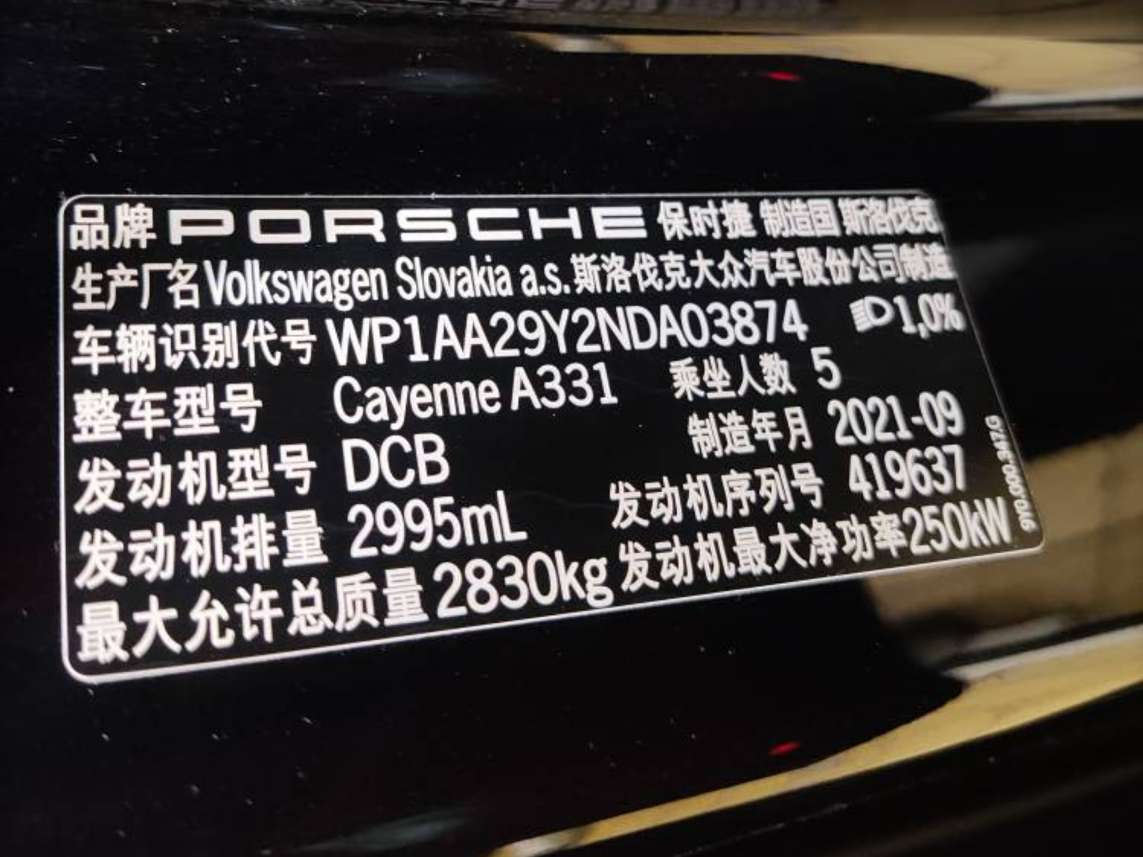 品牌 PORSCHE 保时捷 制造国 斯洛伐克
生产厂名 Volkswagen Slovakia a.s. 斯洛伐克大众汽车股份公司制造
车辆识别代号 WP1AA29Y2NDA03874 1,0%
整车型号 Cayenne A331 乘坐人数 5
发动机型号 DCB 制造年月 2021-09
发动机排量 2995mL 发动机序列号 419637
最大允许总质量 2830kg 发动机最大净功率 250kW
9Y0.000.347.G